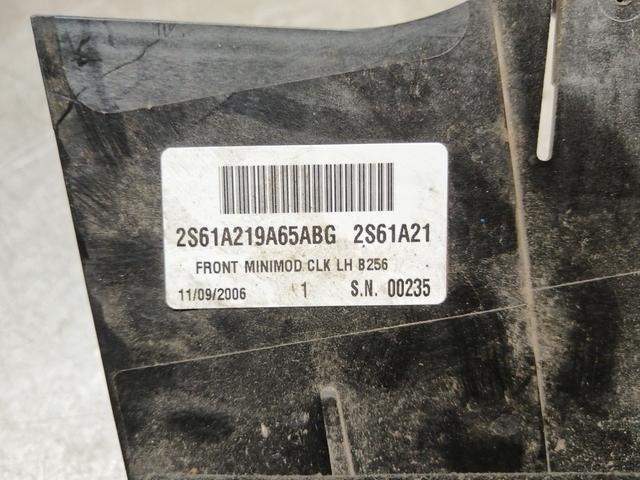 2S61A219A65ABG 2S61A21
FRONT MINIMOD CLK LH B256
11/09/2006 1 S.N. 00235